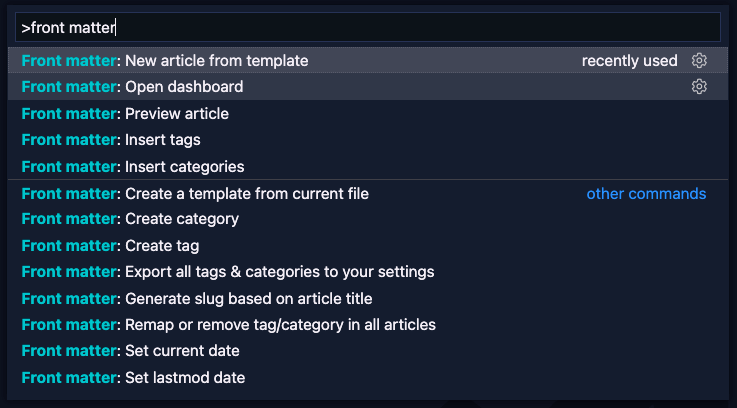 >front matter
Front matter: New article from template recently used
Front matter: Open dashboard
Front matter: Preview article
Front matter: Insert tags
Front matter: Insert categories
Front matter: Create a template from current file other commands
Front matter: Create category
Front matter: Create tag
Front matter: Export all tags & categories to your settings
Front matter: Generate slug based on article title
Front matter: Remap or remove tag/category in all articles
Front matter: Set current date
Front matter: Set lastmod date